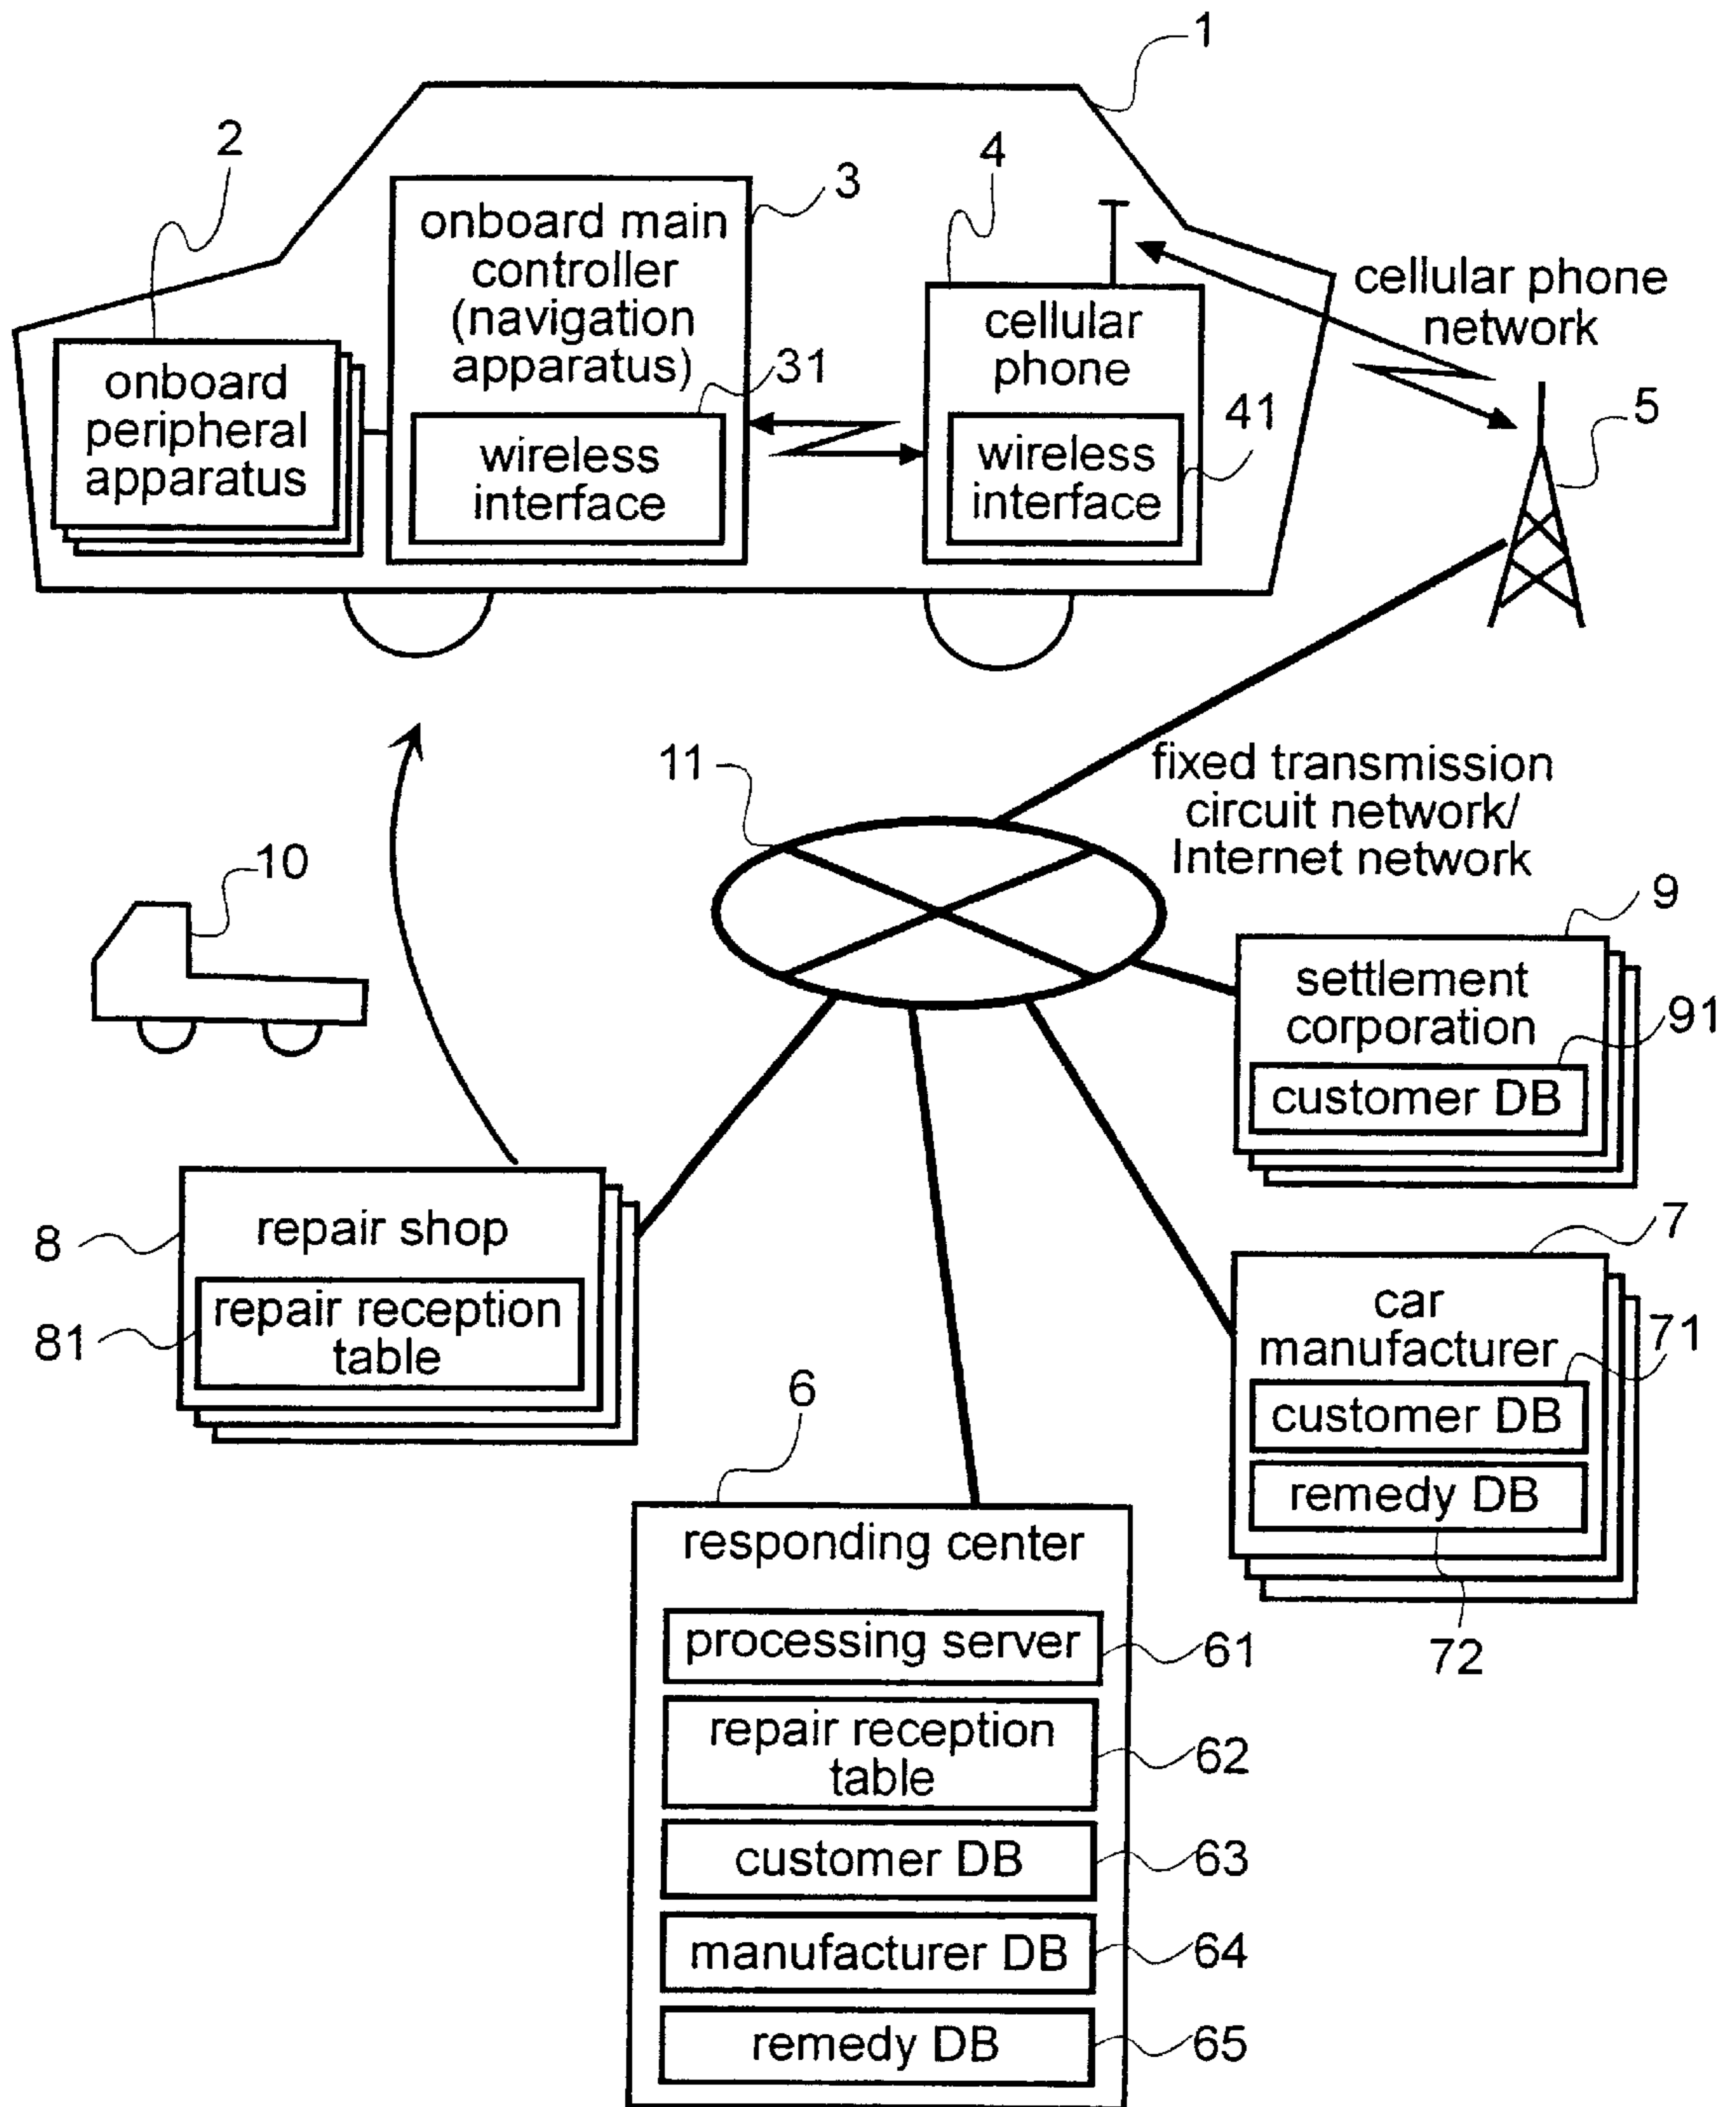 1
2
3
4
onboard main
controller
(navigation
apparatus)
31
wireless
interface
onboard
peripheral
apparatus
cellular
phone
41
wireless
interface
cellular phone
network
5
11
fixed transmission
circuit network/
Internet network
10
9
settlement
corporation
91
customer DB
8
repair shop
81
repair reception
table
7
car
manufacturer
71
customer DB
remedy DB
72
6
responding center
processing server
61
repair reception
table
62
customer DB
63
manufacturer DB
64
remedy DB
65